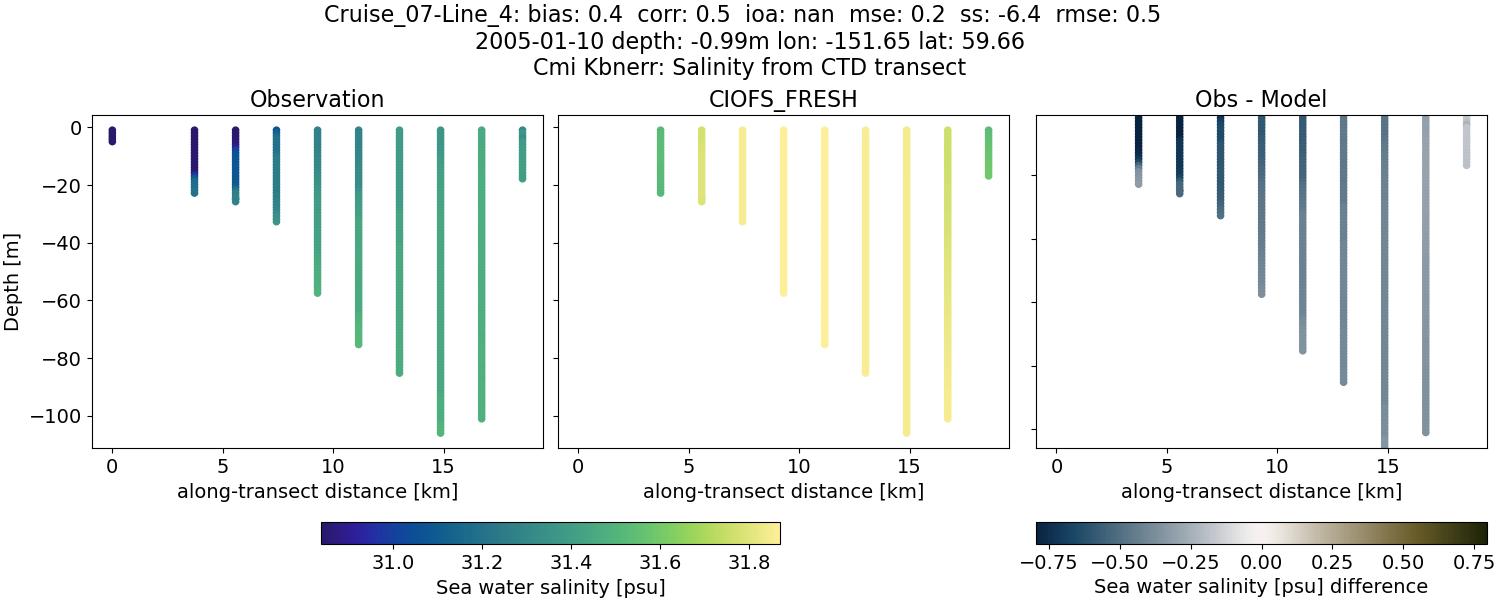 Cruise_07-Line_4: bias: 0.4  corr: 0.5  ioa: nan  mse: 0.2  ss: -6.4  rmse: 0.5
2005-01-10 depth: -0.99m lon: -151.65 lat: 59.66
Cmi Kbnerr: Salinity from CTD transect
Observation
CIOFS_FRESH
Obs - Model
0
−20
−40
−60
−80
−100
Depth [m]
0 5 10 15
0 5 10 15
0 5 10 15
along-transect distance [km]
along-transect distance [km]
along-transect distance [km]
31.0 31.2 31.4 31.6 31.8
Sea water salinity [psu]
−0.75 −0.50 −0.25 0.00 0.25 0.50 0.75
Sea water salinity [psu] difference